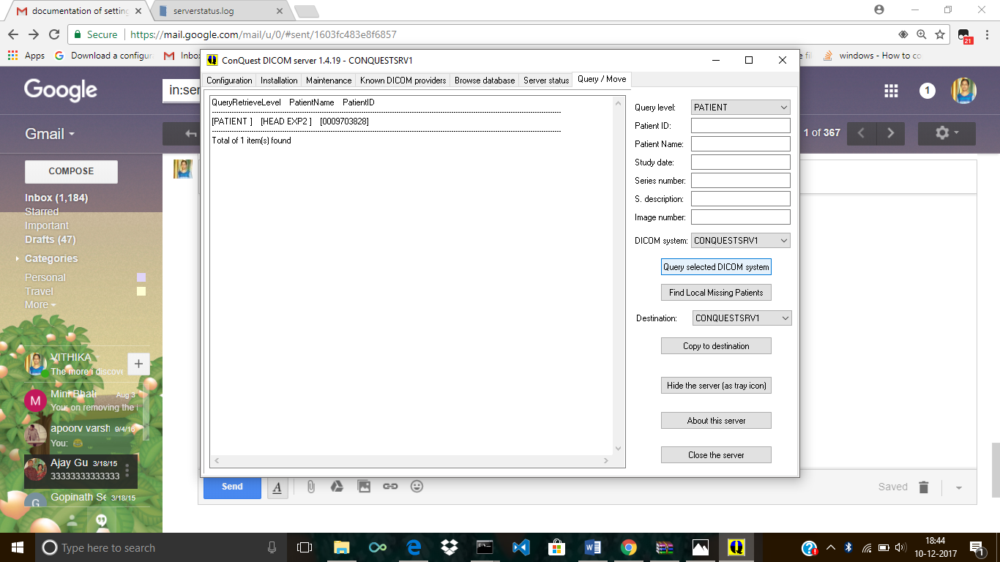 documentation of setting
serverstatus.log
Secure
https://mail.google.com/mail/u/0/#sent/1603fc483e8f6857
21
Apps
Download a configur
Inbo
windows - How to co
ConQuest DICOM server 1.4.19 - CONQUESTSRV1
Configuration Installation Maintenance Known DICOM providers Browse database Server status Query / Move
Google
in:sen
1
Gmail
1 of 367
COMPOSE
Inbox (1,184)
Starred
Important
Drafts (47)
Categories
Personal
Travel
More
QueryRetrieveLevel PatientName PatientID
[PATIENT ] [HEAD EXP2 ] [0009703828]
Total of 1 item(s) found
Query level: PATIENT
Patient ID:
Patient Name:
Study date:
Series number:
S. description:
Image number:
DICOM system: CONQUESTSRV1
Query selected DICOM system
Find Local Missing Patients
Destination: CONQUESTSRV1
Copy to destination
Hide the server (as tray icon)
About this server
Close the server
VITHIKA
The more i discove
M
Mini Bhati Aug 3
Your on removing the i
apoorv varsh 9/4/16
You:
Ajay Gu 3/18/15
33333333333333
G
Gopinath Se 3/18/15
Send
A
Saved
Type here to search
18:44
10-12-2017
1